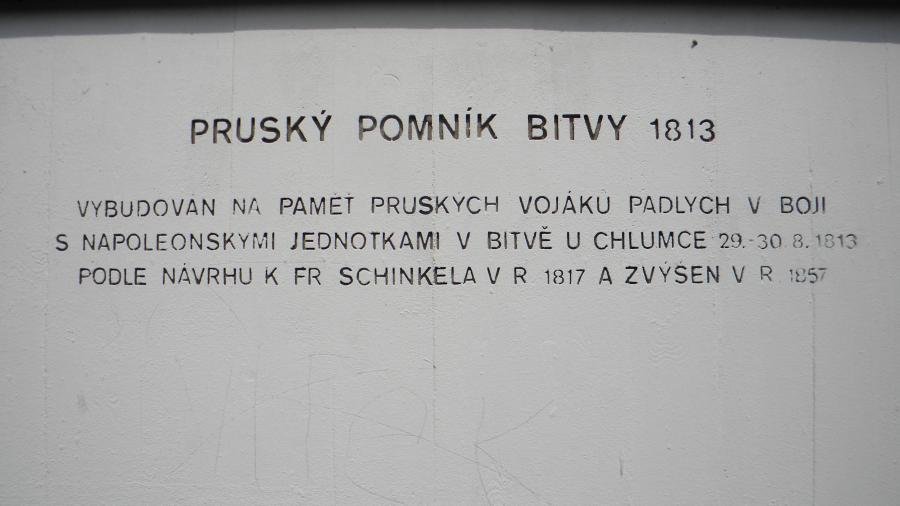 PRUSKÝ POMNÍK BITVY 1813
VYBUDOVÁN NA PAMĚŤ PRUSKÝCH VOJÁKŮ PADLÝCH V BOJI
S NAPOLEONSKÝMI JEDNOTKAMI V BITVĚ U CHLUMCE 29.-30.8.1813
PODLE NÁVRHU K FR SCHINKELA V R 1817 A ZVÝŠEN V R 1857